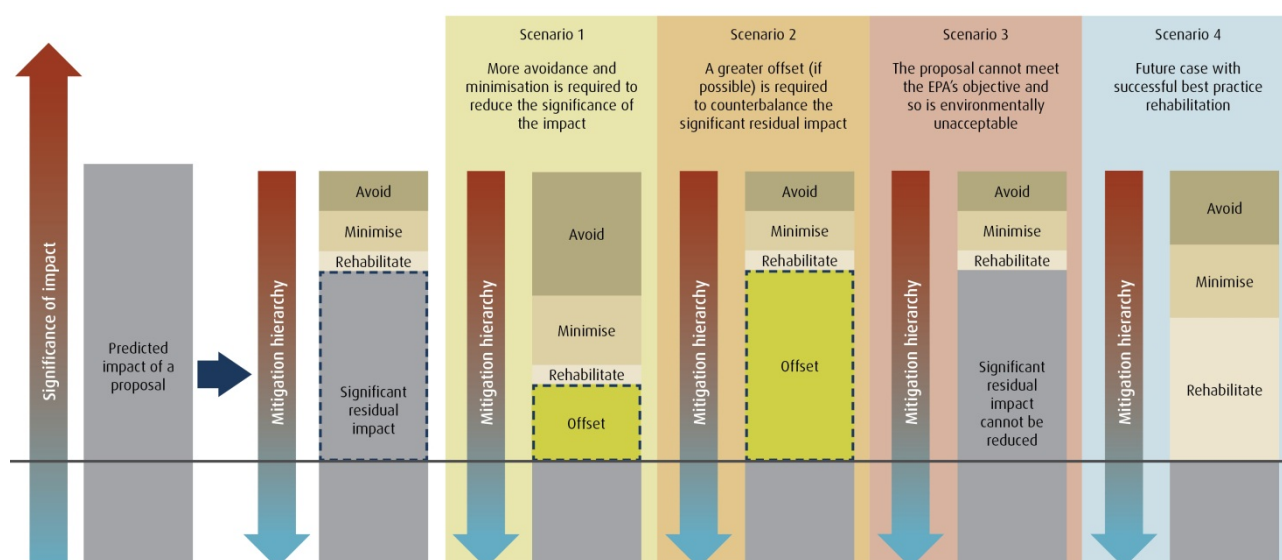 Significance of impact
Predicted
impact of a
proposal
Mitigation hierarchy
Avoid
Minimise
Rehabilitate
Significant
residual
impact
Scenario 1
More avoidance and
minimisation is required to
reduce the significance of
the impact
Mitigation hierarchy
Avoid
Minimise
Rehabilitate
Offset
Scenario 2
A greater offset (if
possible) is required
to counterbalance the
significant residual impact
Mitigation hierarchy
Avoid
Minimise
Rehabilitate
Offset
Scenario 3
The proposal cannot meet
the EPA's objective and
so is environmentally
unacceptable
Mitigation hierarchy
Avoid
Minimise
Rehabilitate
Significant
residual
impact
cannot be
reduced
Scenario 4
Future case with
successful best practice
rehabilitation
Mitigation hierarchy
Avoid
Minimise
Rehabilitate